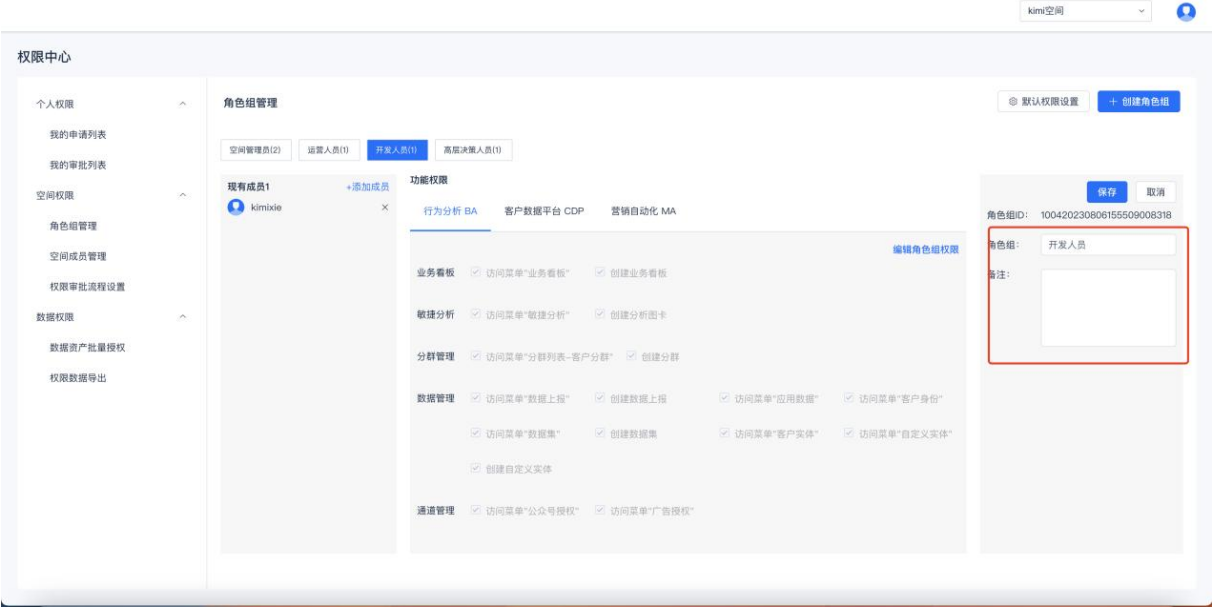 kimi空间
权限中心
个人权限
我的申请列表
我的审批列表
空间权限
角色组管理
空间成员管理
权限审批流程设置
数据权限
数据资产批量授权
权限数据导出
角色组管理
默认权限设置
+ 创建角色组
空间管理员(2) 运营人员(1) 开发人员(1) 高层决策人员(1)
现有成员1 +添加成员
kimixie ×
功能权限
行为分析 BA 客户数据平台 CDP 营销自动化 MA
编辑角色组权限
业务看板 访问菜单"业务看板" 创建业务看板
敏捷分析 访问菜单"敏捷分析" 创建分析图卡
分群管理 访问菜单"分群列表-客户分群" 创建分群
数据管理 访问菜单"数据上报" 创建数据上报 访问菜单"应用数据" 访问菜单"客户身份"
访问菜单"数据集" 创建数据集 访问菜单"客户实体" 访问菜单"自定义实体"
创建自定义实体
通道管理 访问菜单"公众号授权" 访问菜单"广告授权"
保存 取消
角色组ID: 100420230806155509008318
角色组: 开发人员
备注: